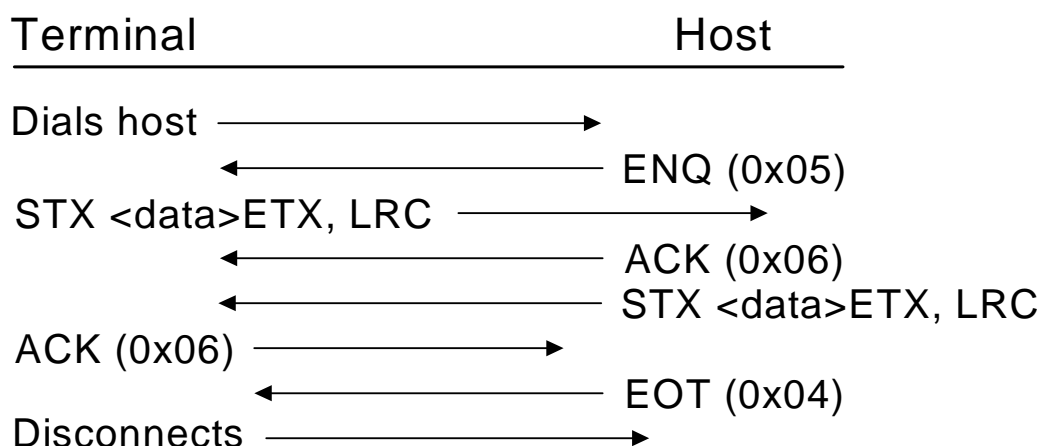 Terminal Host
Dials host
ENQ (0x05)
STX <data>ETX, LRC
ACK (0x06)
STX <data>ETX, LRC
ACK (0x06)
EOT (0x04)
Disconnects